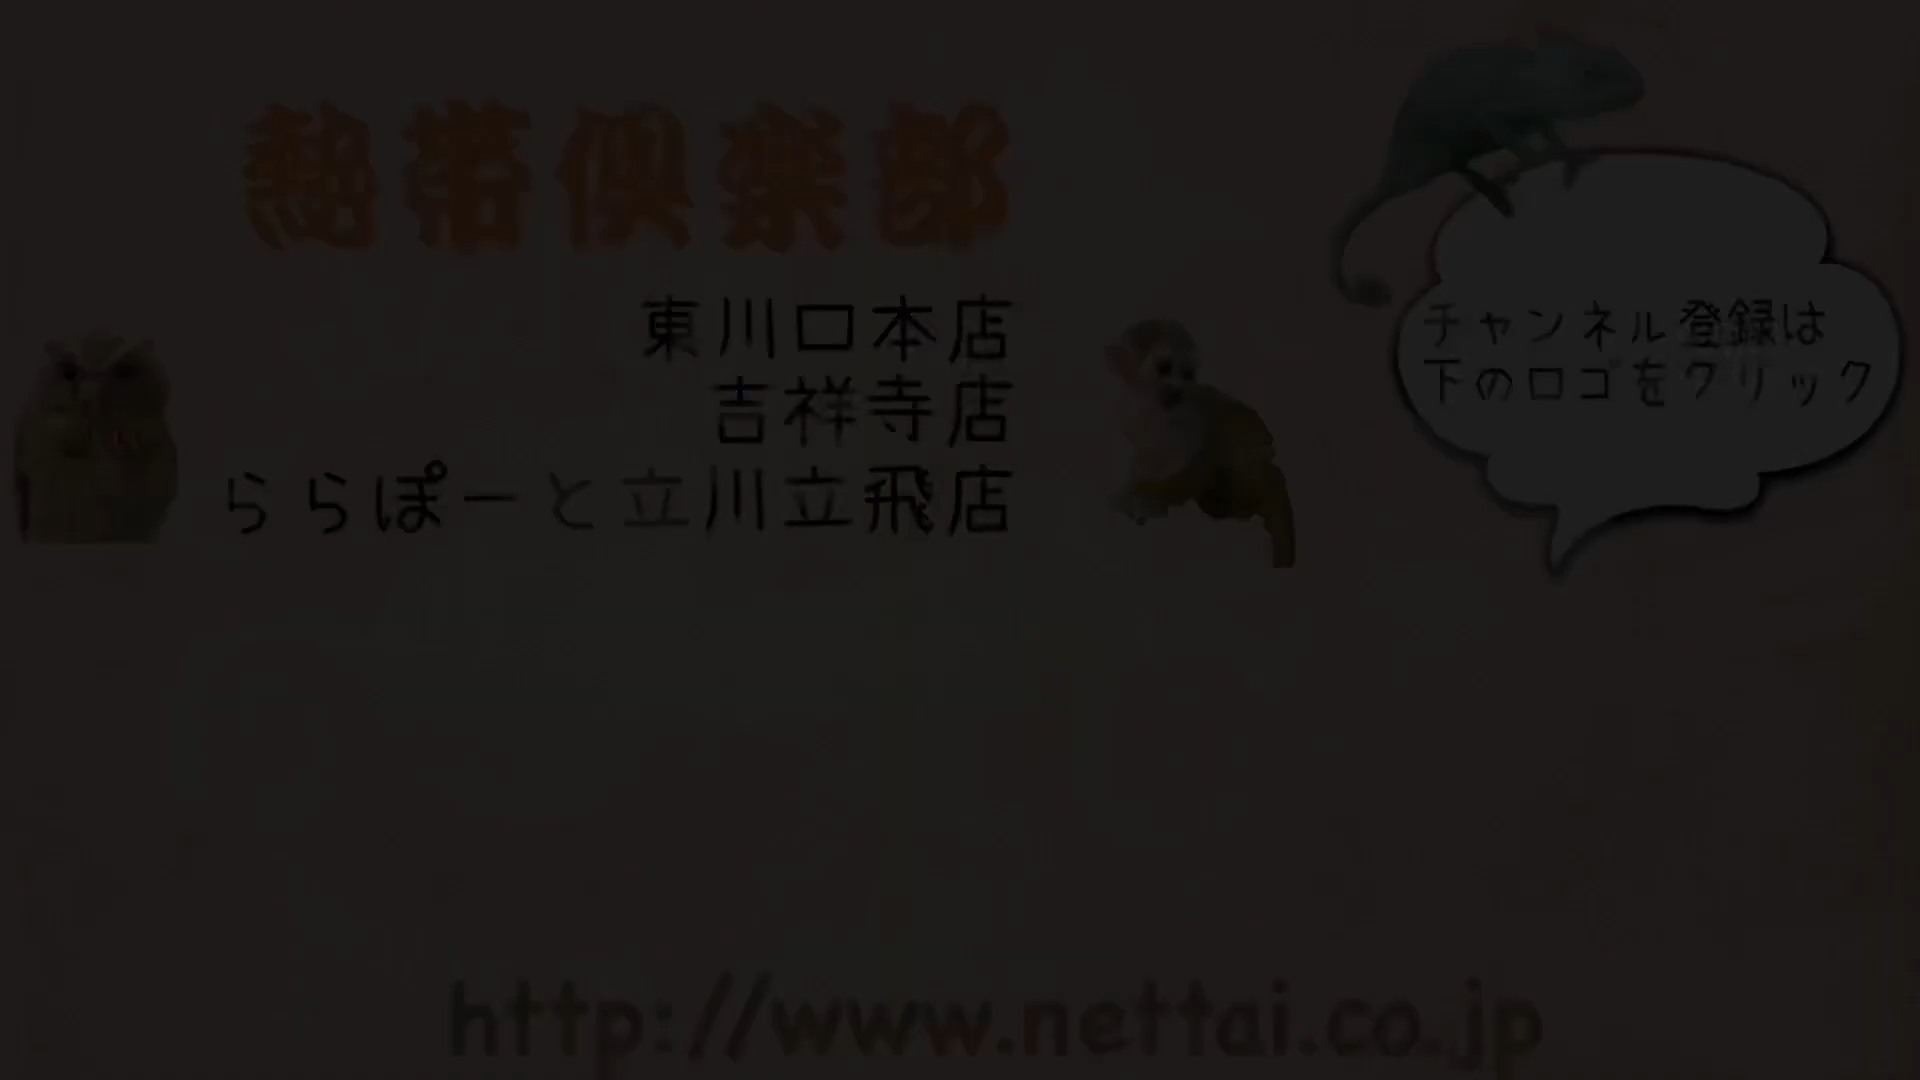 熱帯倶楽部
東川口本店
吉祥寺店
ららぽーと立川立飛店
チャンネル登録は
下のロゴをクリック
http://www.nettai.co.jp